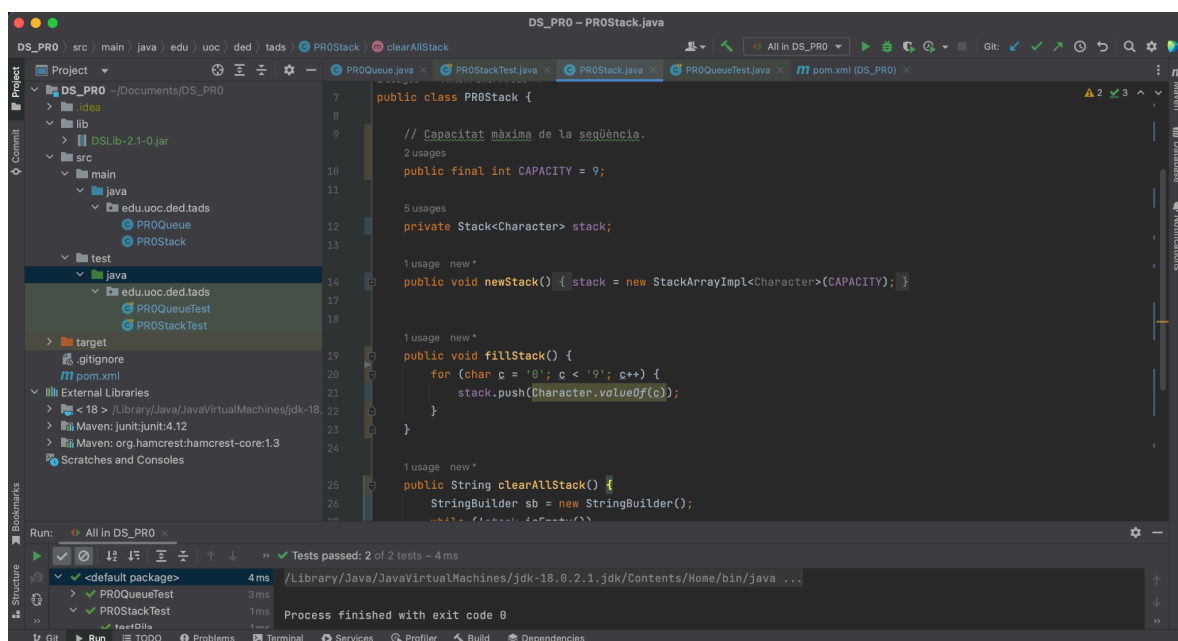 DS_PR0 – PR0Stack.java
DS_PR0 〉 src 〉 main 〉 java 〉 edu 〉 uoc 〉 ded 〉 tads 〉 PR0Stack 〉 clearAllStack
All in DS_PR0
Git:
Project
PR0Queue.java
PR0StackTest.java
PR0Stack.java
PR0QueueTest.java
pom.xml (DS_PR0)
DS_PR0 ~/Documents/DS_PR0
.idea
lib
DSLib-2.1-0.jar
src
main
java
edu.uoc.ded.tads
PR0Queue
PR0Stack
test
java
edu.uoc.ded.tads
PR0QueueTest
PR0StackTest
target
.gitignore
pom.xml
External Libraries
< 18 > /Library/Java/JavaVirtualMachines/jdk-18.
Maven: junit:junit:4.12
Maven: org.hamcrest:hamcrest-core:1.3
Scratches and Consoles
7 public class PR0Stack {
8
9 // Capacitat màxima de la seqüència.
2 usages
10 public final int CAPACITY = 9;
11
5 usages
12 private Stack<Character> stack;
13
1 usage new *
14 public void newStack() { stack = new StackArrayImpl<Character>(CAPACITY); }
17
18
1 usage new *
19 public void fillStack() {
20 for (char c = '0'; c < '9'; c++) {
21 stack.push(Character.valueOf(c));
22 }
23 }
24
1 usage new *
25 public String clearAllStack() {
26 StringBuilder sb = new StringBuilder();
2 3
Project
Commit
Bookmarks
Structure
Maven
Database
Notifications
Run: All in DS_PR0
Tests passed: 2 of 2 tests – 4 ms
<default package> 4 ms
PR0QueueTest 3 ms
PR0StackTest 1 ms
testPila 1 ms
/Library/Java/JavaVirtualMachines/jdk-18.0.2.1.jdk/Contents/Home/bin/java ...
Process finished with exit code 0
Git Run TODO Problems Terminal Services Profiler Build Dependencies